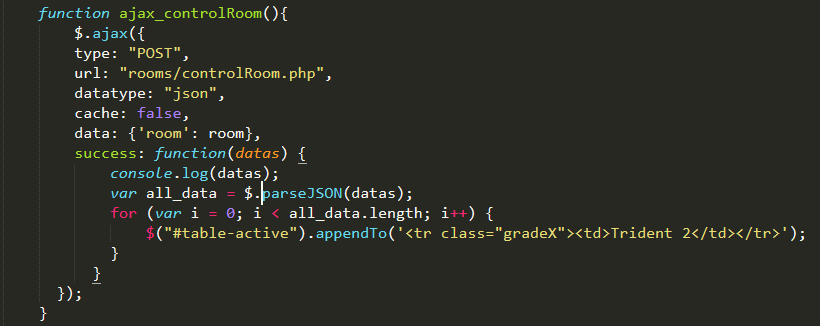 function ajax_controlRoom(){
$.ajax({
type: "POST",
url: "rooms/controlRoom.php",
datatype: "json",
cache: false,
data: {'room': room},
success: function(datas) {
console.log(datas);
var all_data = $.parseJSON(datas);
for (var i = 0; i < all_data.length; i++) {
$("#table-active").appendTo('<tr class="gradeX"><td>Trident 2</td></tr>');
}
}
});
}